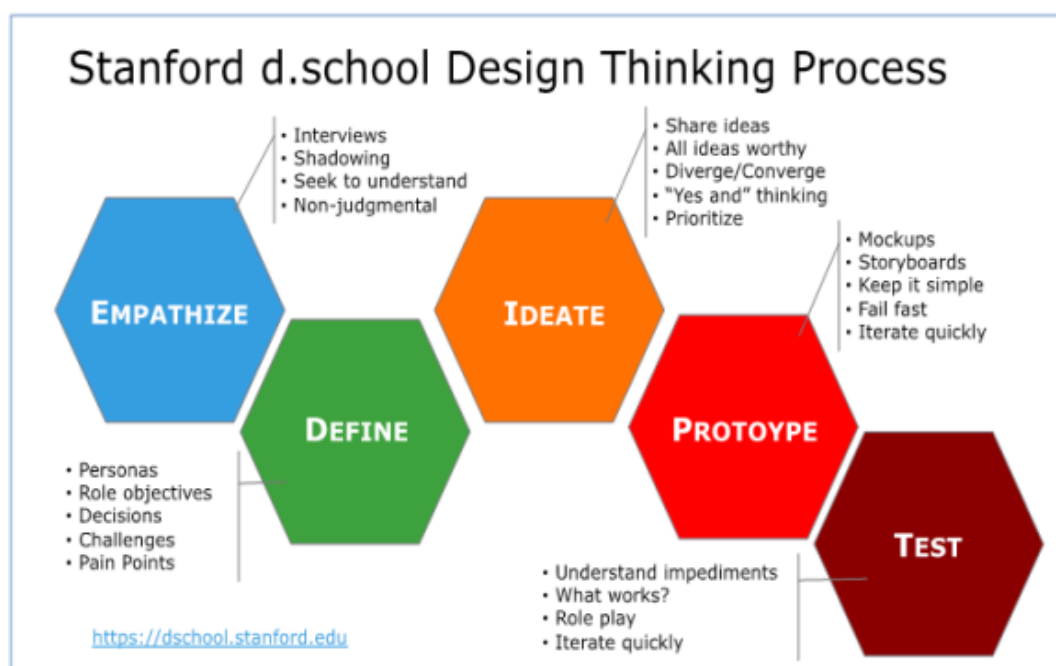 Stanford d.school Design Thinking Process
• Interviews
• Shadowing
• Seek to understand
• Non-judgmental
• Share ideas
• All ideas worthy
• Diverge/Converge
• “Yes and” thinking
• Prioritize
• Mockups
• Storyboards
• Keep it simple
• Fail fast
• Iterate quickly
EMPATHIZE
DEFINE
IDEATE
PROTOYPE
TEST
• Personas
• Role objectives
• Decisions
• Challenges
• Pain Points
• Understand impediments
• What works?
• Role play
• Iterate quickly
https://dschool.stanford.edu